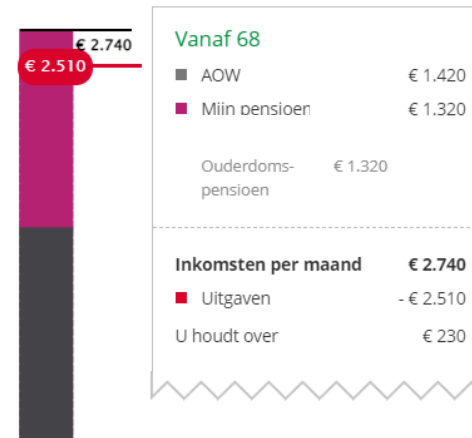 € 2.740
€ 2.510
Vanaf 68
AOW € 1.420
Mijn pensioen € 1.320
Ouderdoms- € 1.320
pensioen
Inkomsten per maand € 2.740
Uitgaven - € 2.510
U houdt over € 230